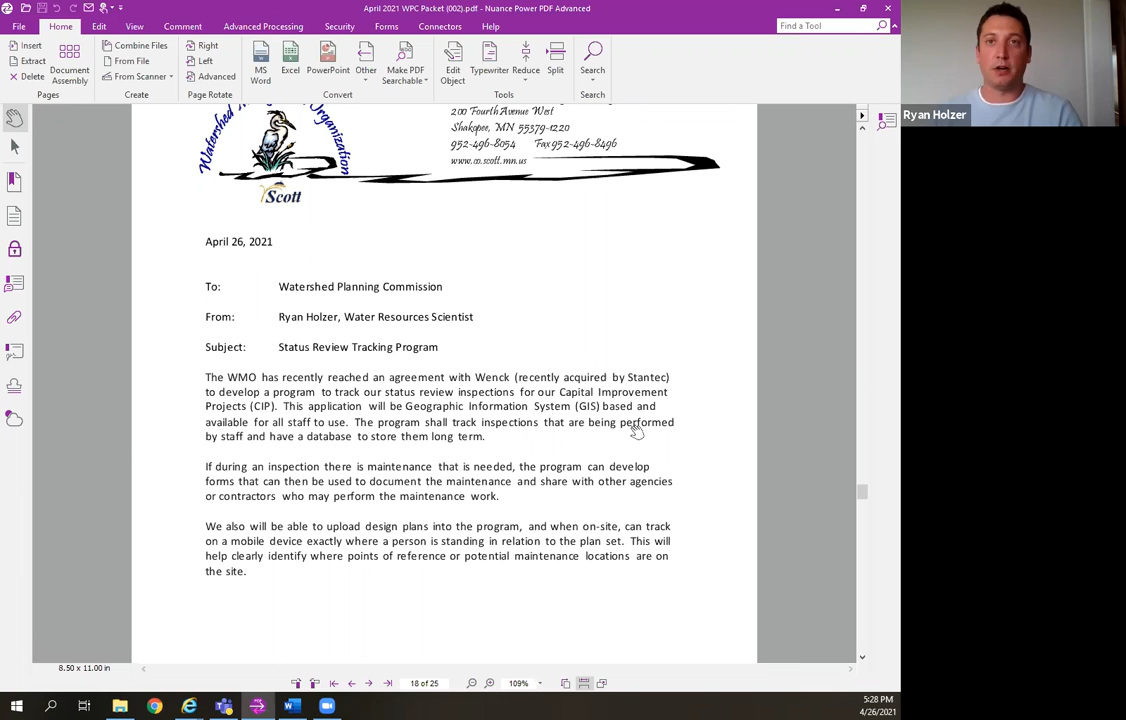 April 2021 WPC Packet (002).pdf - Nuance Power PDF Advanced
File Home Edit View Comment Advanced Processing Security Forms Connectors Help
Find a Tool
Insert
Extract
Delete
Document
Assembly
Pages
Combine Files
From File
From Scanner
Create
Right
Left
Advanced
Page Rotate
MS
Word
Excel
PowerPoint
Other
Make PDF
Searchable
Convert
Edit
Object
Typewriter
Reduce
Split
Tools
Search
Search
Ryan Holzer
Watershed
Organization
Scott
200 Fourth Avenue West
Shakopee, MN 55379-1220
952-496-8054 Fax 952-496-8496
www.co.scott.mn.us
April 26, 2021
To: Watershed Planning Commission
From: Ryan Holzer, Water Resources Scientist
Subject: Status Review Tracking Program
The WMO has recently reached an agreement with Wenck (recently acquired by Stantec)
to develop a program to track our status review inspections for our Capital Improvement
Projects (CIP). This application will be Geographic Information System (GIS) based and
available for all staff to use. The program shall track inspections that are being performed
by staff and have a database to store them long term.
If during an inspection there is maintenance that is needed, the program can develop
forms that can then be used to document the maintenance and share with other agencies
or contractors who may perform the maintenance work.
We also will be able to upload design plans into the program, and when on-site, can track
on a mobile device exactly where a person is standing in relation to the plan set. This will
help clearly identify where points of reference or potential maintenance locations are on
the site.
8.50 x 11.00 in
18 of 25
109%
5:28 PM
4/26/2021